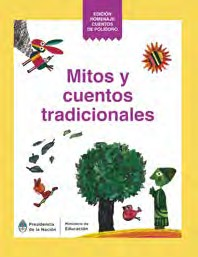 EDICIÓN
HOMENAJE:
CUENTOS
DE POLIDORO
Mitos y
cuentos
tradicionales
Presidencia
de la Nación
Ministerio de
Educación